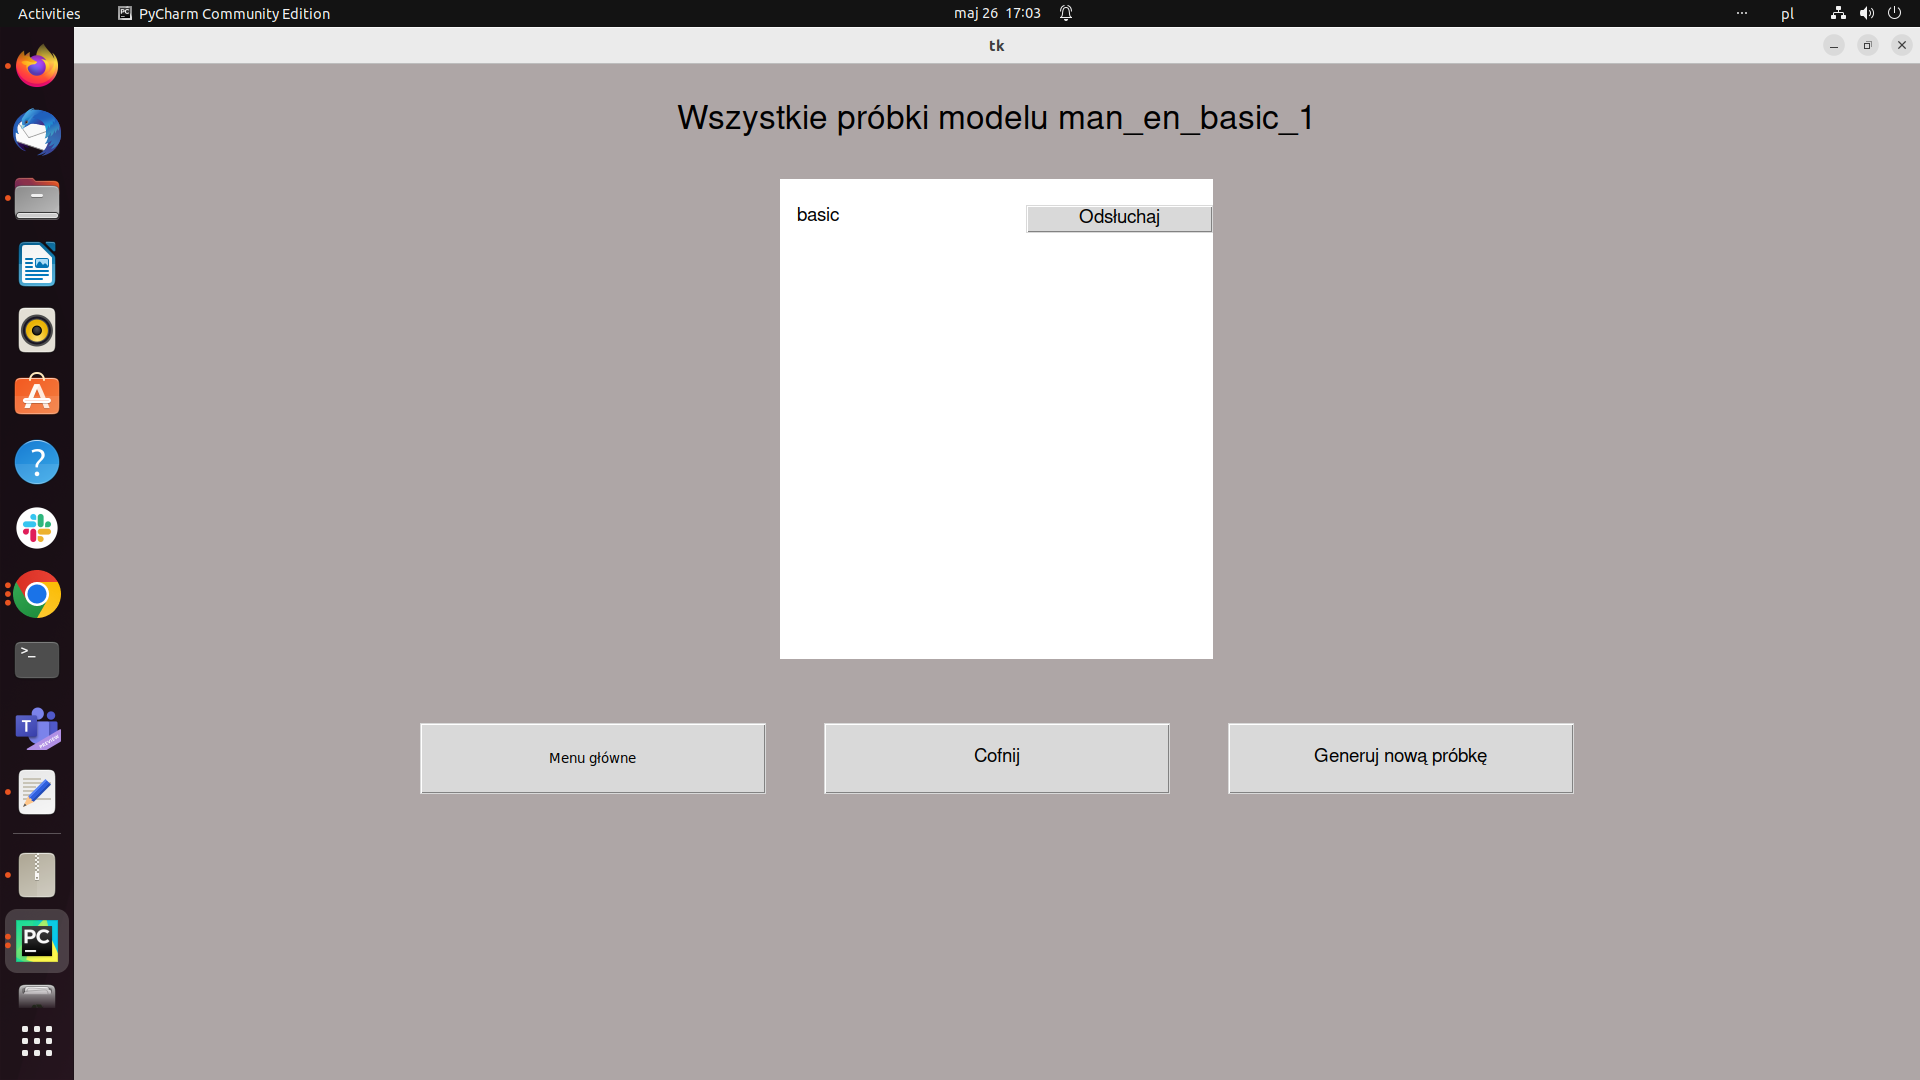 Activities
PyCharm Community Edition
maj 26 17:03
pl
tk
Wszystkie próbki modelu man_en_basic_1
basic
Odsłuchaj
Menu główne
Cofnij
Generuj nową próbkę